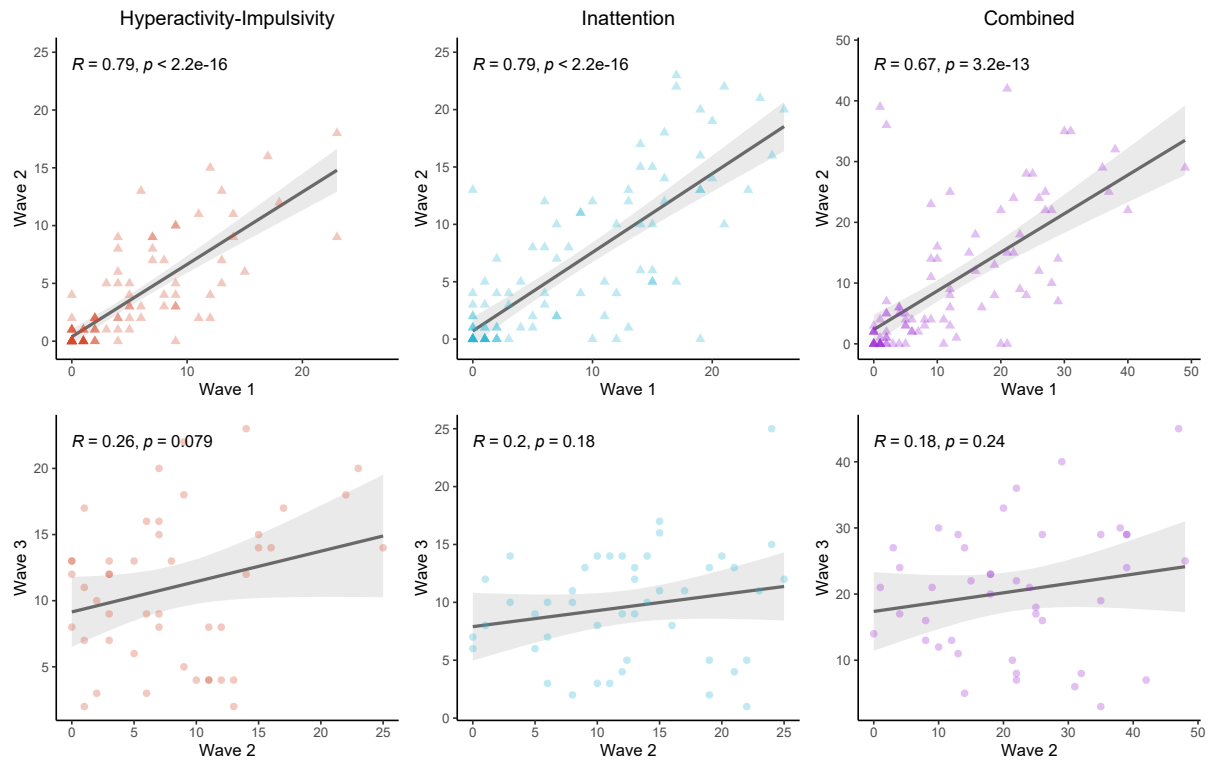 Hyperactivity-Impulsivity
Inattention
Combined
R = 0.79, p < 2.2e-16
25
20
15
10
5
0
Wave 2
0
10
20
Wave 1
R = 0.79, p < 2.2e-16
25
20
15
10
5
0
Wave 2
0
10
20
Wave 1
R = 0.67, p = 3.2e-13
50
40
30
20
10
0
Wave 2
0
10
20
30
40
50
Wave 1
R = 0.26, p = 0.079
20
15
10
5
Wave 3
0
5
10
15
20
25
Wave 2
R = 0.2, p = 0.18
25
20
15
10
5
0
Wave 3
0
5
10
15
20
25
Wave 2
R = 0.18, p = 0.24
40
30
20
10
Wave 3
0
10
20
30
40
50
Wave 2